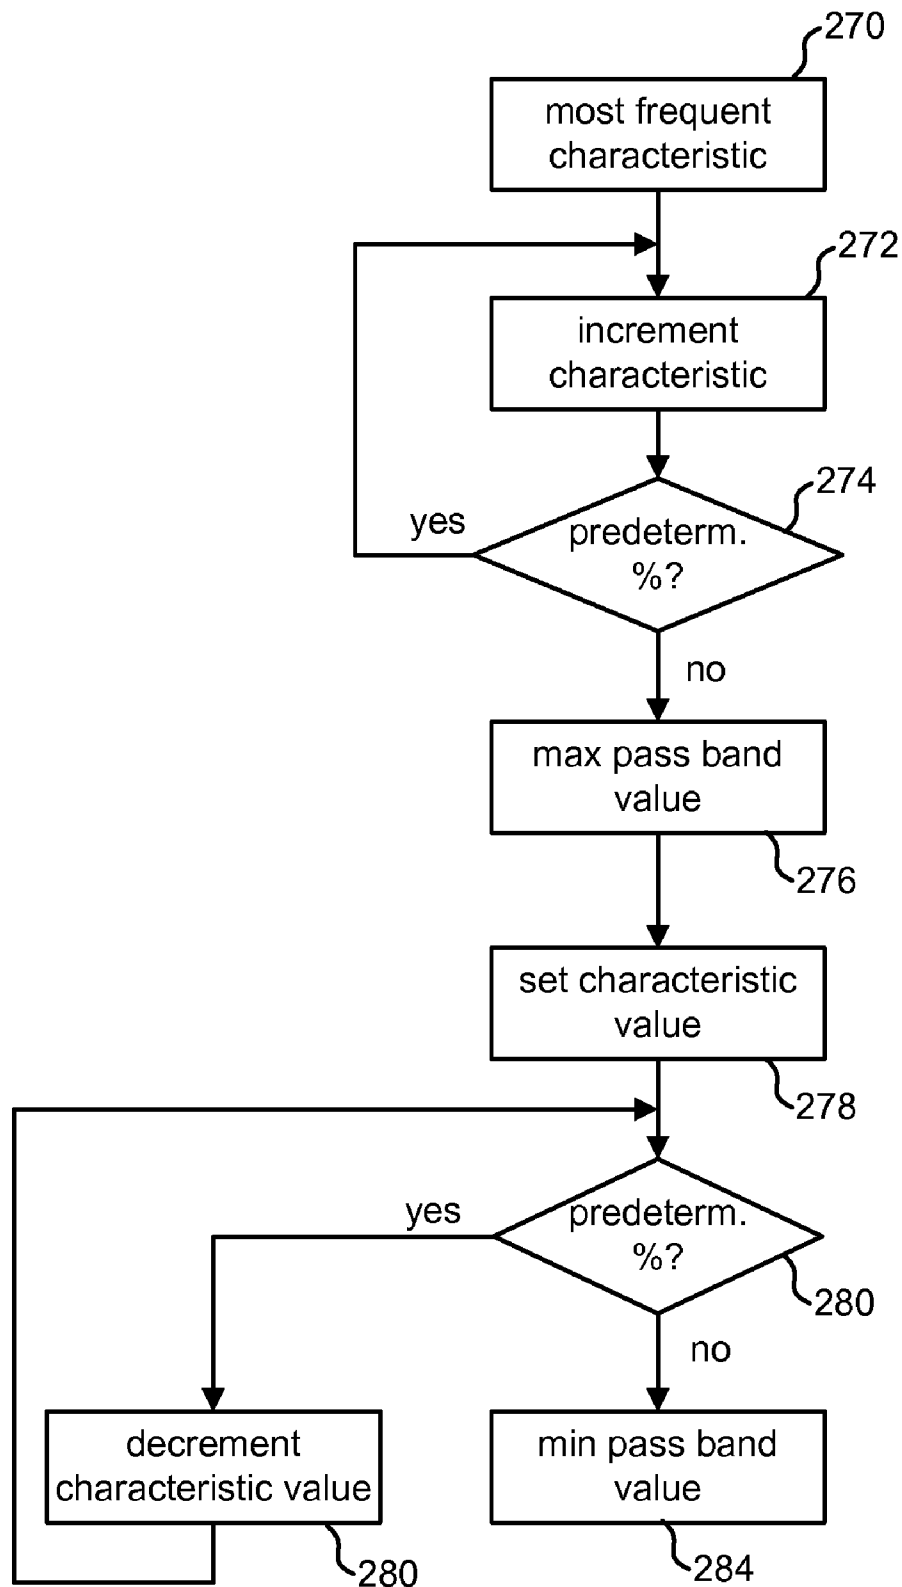 270
most frequent
characteristic
272
increment
characteristic
274
yes
predeterm.
%?
no
max pass band
value
276
set characteristic
value
278
yes
predeterm.
%?
280
no
decrement
characteristic value
280
min pass band
value
284